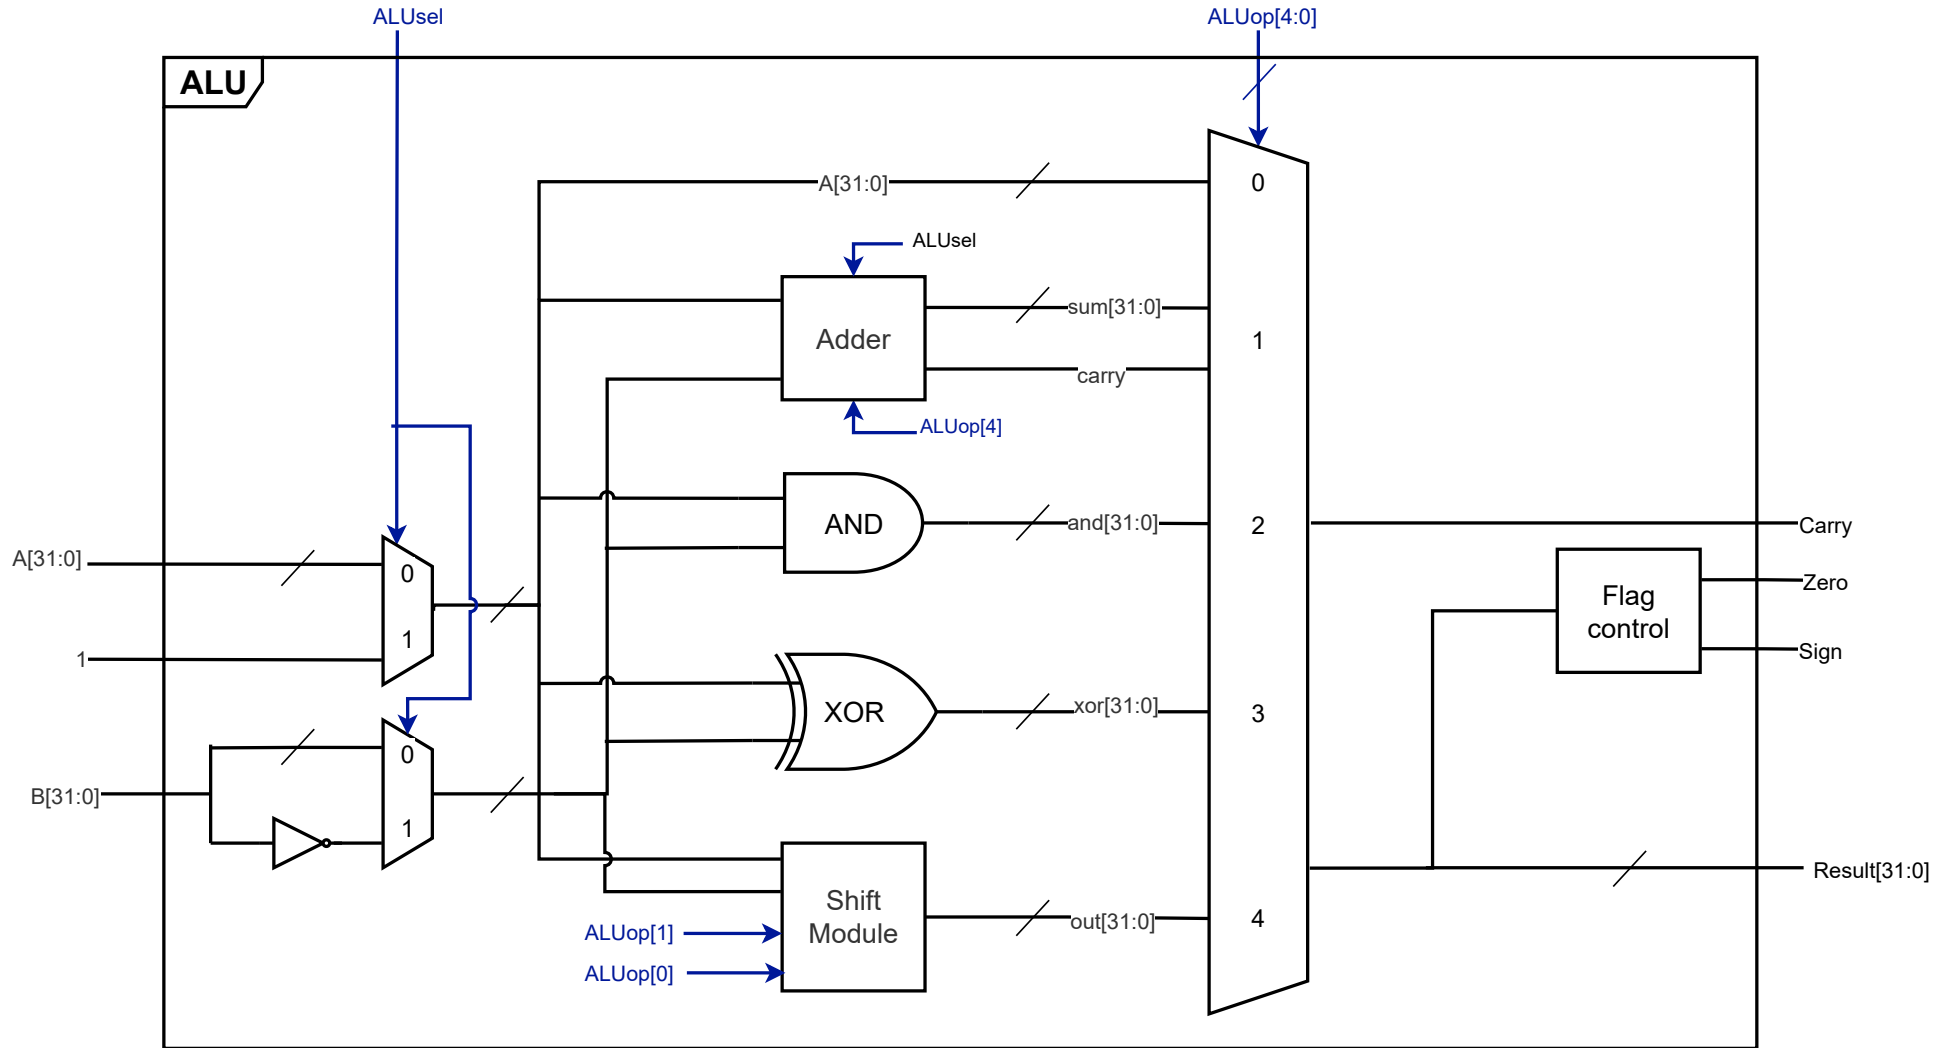 ALUsel
ALUop[4:0]
ALU
A[31:0]
0
ALUsel
sum[31:0]
Adder
1
carry
ALUop[4]
AND
and[31:0]
2
Carry
A[31:0]
0
Flag
control
Zero
1
1
Sign
XOR
xor[31:0]
3
B[31:0]
0
1
Shift
Module
ALUop[1]
ALUop[0]
out[31:0]
4
Result[31:0]